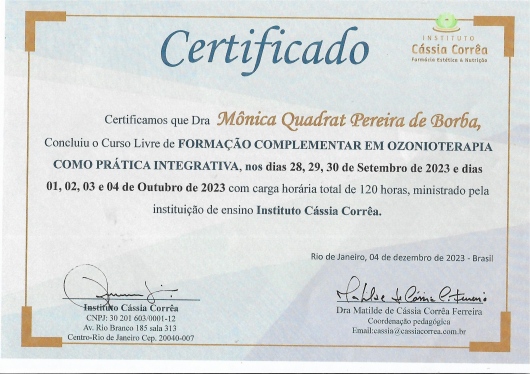 Certificado
INSTITUTO
Cássia Corrêa
Formário Estética & Nutrição
Certificamos que Dra Mônica Quadrat Pereira de Borba,
Concluiu o Curso Livre de FORMAÇÃO COMPLEMENTAR EM OZONIOTERAPIA
COMO PRÁTICA INTEGRATIVA, nos dias 28, 29, 30 de Setembro de 2023 e dias
01, 02, 03 e 04 de Outubro de 2023 com carga horária total de 120 horas, ministrado pela
instituição de ensino Instituto Cássia Corrêa.
Rio de Janeiro, 04 de dezembro de 2023 - Brasil
Matilde de Cássia C. Ferreira
Instituto Cássia Corrêa
CNPJ: 30 201 603/0001-12
Av. Rio Branco 185 sala 313
Centro-Rio de Janeiro Cep. 20040-007
Dra Matilde de Cássia Corrêa Ferreira
Coordenação pedagógica
Email:cassia@cassiacorrea.com.br